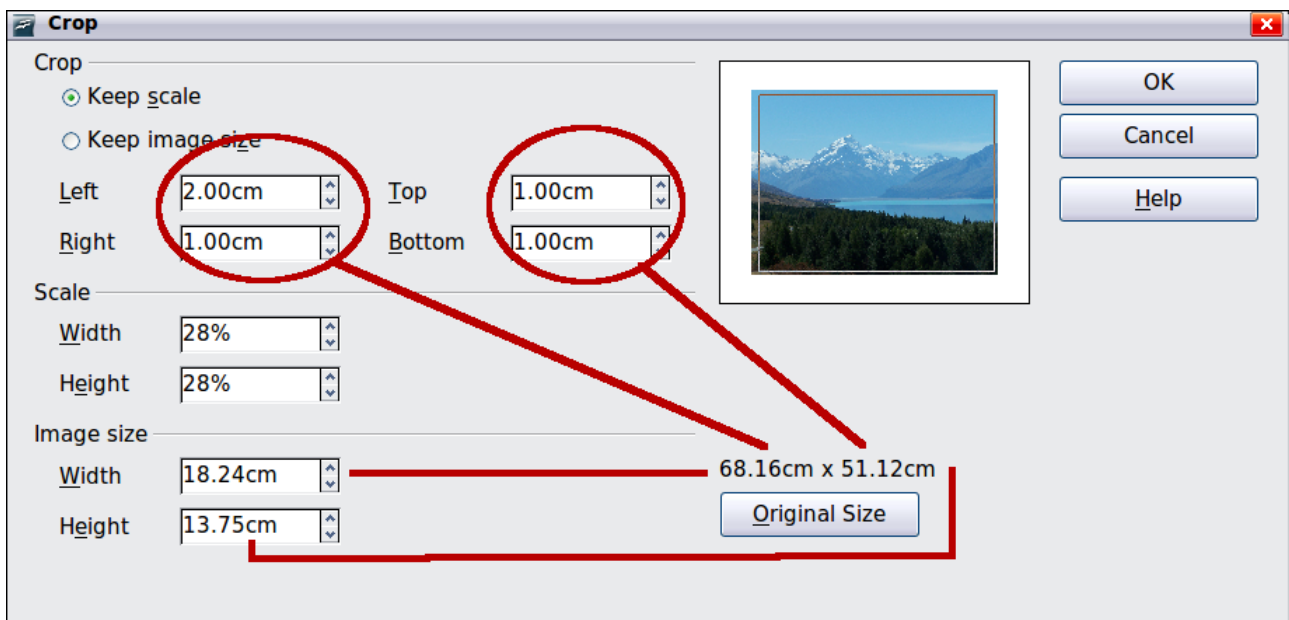 Crop
Crop
Keep scale
Keep image size
Left 2.00cm Top 1.00cm
Right 1.00cm Bottom 1.00cm
Scale
Width 28%
Height 28%
Image size
Width 18.24cm
Height 13.75cm
68.16cm x 51.12cm
Original Size
OK
Cancel
Help